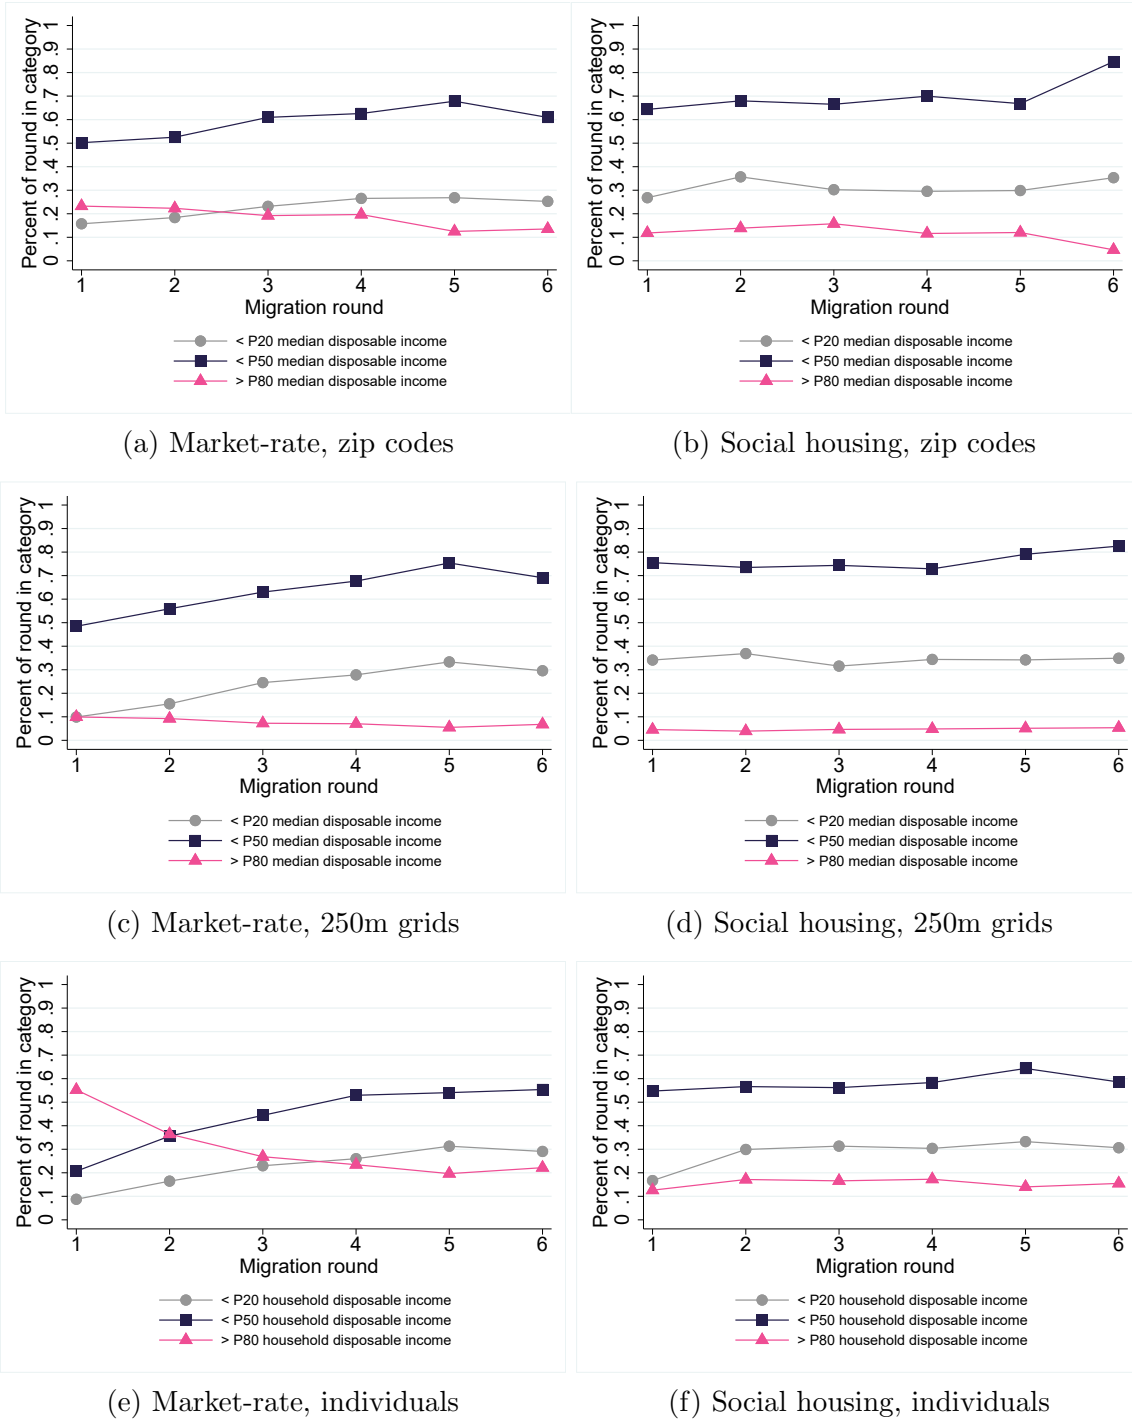 Percent of round in category
0 .1 .2 .3 .4 .5 .6 .7 .8 .9 1
1 2 3 4 5 6
Migration round
< P20 median disposable income
< P50 median disposable income
> P80 median disposable income
(a) Market-rate, zip codes
Percent of round in category
0 .1 .2 .3 .4 .5 .6 .7 .8 .9 1
1 2 3 4 5 6
Migration round
< P20 median disposable income
< P50 median disposable income
> P80 median disposable income
(b) Social housing, zip codes
Percent of round in category
0 .1 .2 .3 .4 .5 .6 .7 .8 .9 1
1 2 3 4 5 6
Migration round
< P20 median disposable income
< P50 median disposable income
> P80 median disposable income
(c) Market-rate, 250m grids
Percent of round in category
0 .1 .2 .3 .4 .5 .6 .7 .8 .9 1
1 2 3 4 5 6
Migration round
< P20 median disposable income
< P50 median disposable income
> P80 median disposable income
(d) Social housing, 250m grids
Percent of round in category
0 .1 .2 .3 .4 .5 .6 .7 .8 .9 1
1 2 3 4 5 6
Migration round
< P20 household disposable income
< P50 household disposable income
> P80 household disposable income
(e) Market-rate, individuals
Percent of round in category
0 .1 .2 .3 .4 .5 .6 .7 .8 .9 1
1 2 3 4 5 6
Migration round
< P20 household disposable income
< P50 household disposable income
> P80 household disposable income
(f) Social housing, individuals